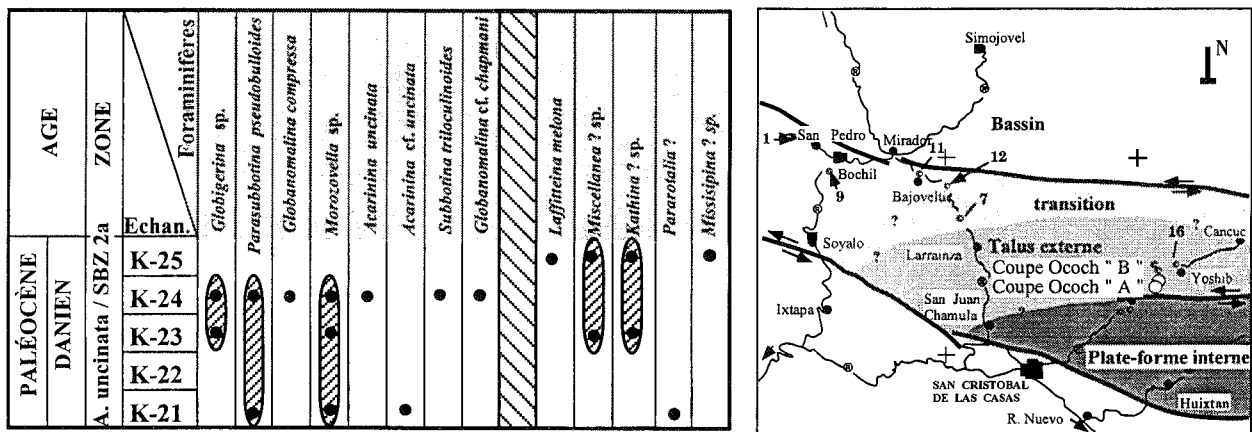 AGE
ZONE
Foraminifères
Echan.
Globigerina sp.
Parasubbotina pseudobulloides
Globanomalina compressa
Morozovella sp.
Acarinina uncinata
Acarinina cf. uncinata
Subbotina triloculinoides
Globanomalina cf. chapmani
Laffitteina melona
Miscellanea ? sp.
Kathina ? sp.
Pararotalia ?
Missisipina ? sp.
PALÉOCÈNE
DANIEN
A. uncinata / SBZ 2a
K-25
K-24
K-23
K-22
K-21
Simojovel
N
Bassin
1
San Pedro
Mirador
11
12
Bochil
9
Bajovelus
7
transition
?
?
Cancuc
16
Soyalo
?
Larrainza
Talus externe
Coupe Ococh " B "
Coupe Ococh " A "
Yoshib
Ixtapa
San Juan
Chamula
?
Plate-forme interne
SAN CRISTOBAL
DE LAS CASAS
Huixtan
R. Nuevo